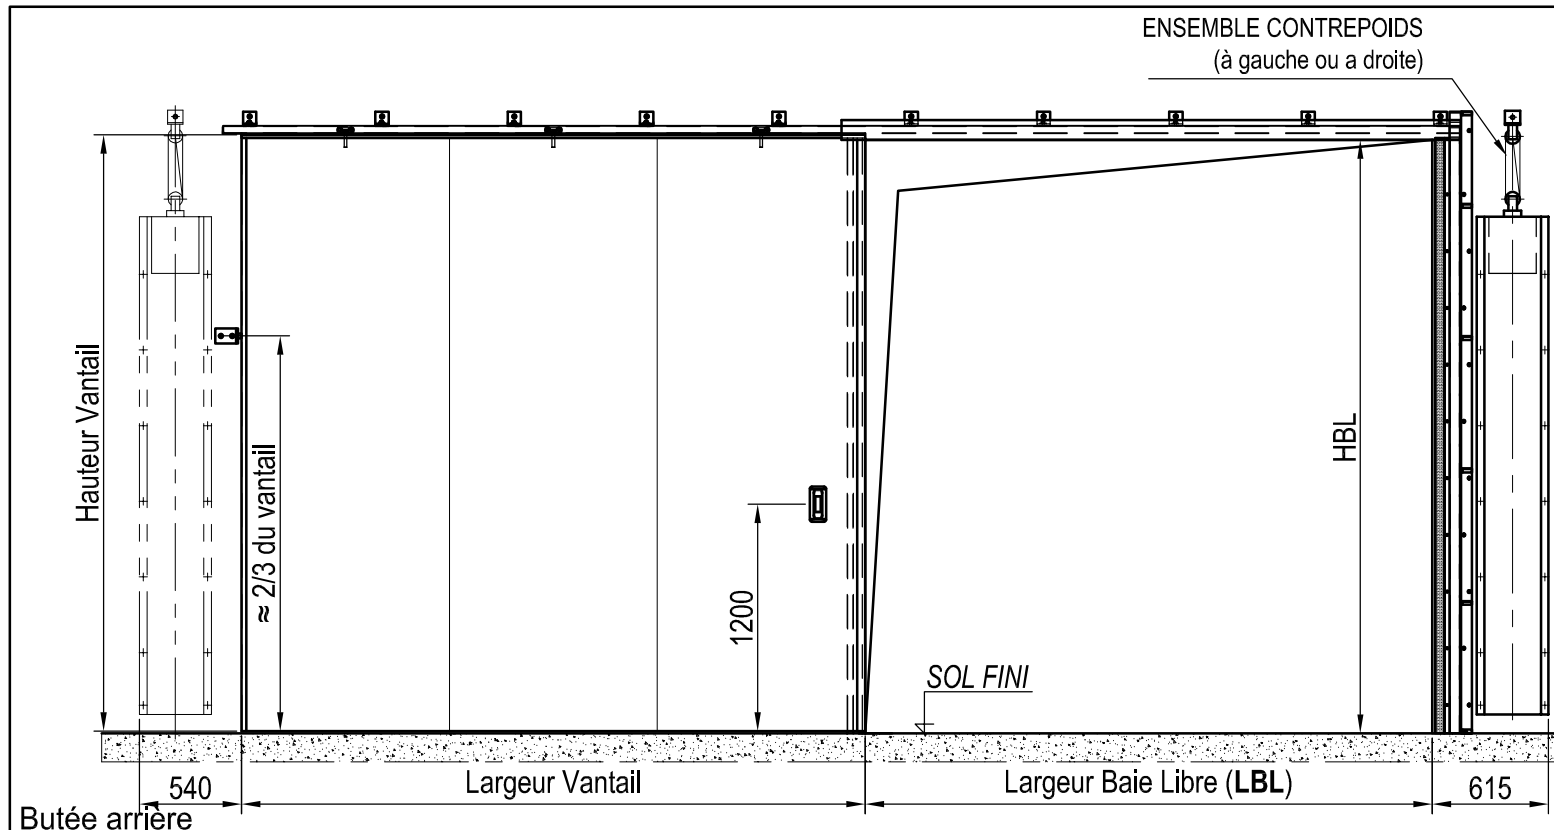 ENSEMBLE CONTREPOIDS
(à gauche ou a droite)
Hauteur Vantail
≈ 2/3 du vantail
1200
HBL
SOL FINI
540
Largeur Vantail
Largeur Baie Libre (LBL)
615
Butée arrière